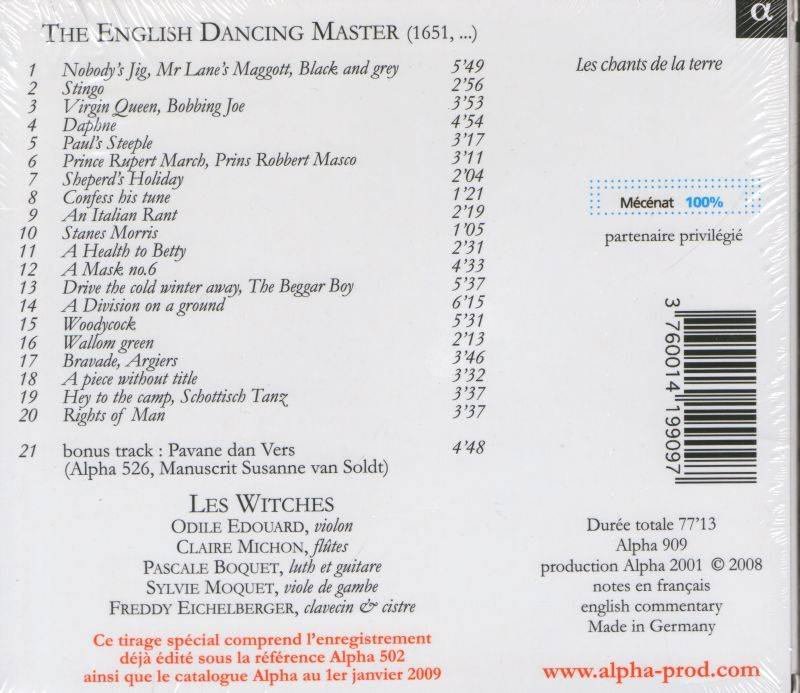 α
THE ENGLISH DANCING MASTER (1651, ...)
1 Nobody's Jig, Mr Lane's Maggott, Black and grey 5'49
2 Stingo 2'56
3 Virgin Queen, Bobbing Joe 3'53
4 Daphne 4'54
5 Paul's Steeple 3'17
6 Prince Rupert March, Prins Robbert Masco 3'11
7 Sheperd's Holiday 2'04
8 Confess his tune 1'21
9 An Italian Rant 2'19
10 Stanes Morris 1'05
11 A Health to Betty 2'31
12 A Mask no.6 4'33
13 Drive the cold winter away, The Beggar Boy 5'37
14 A Division on a ground 6'15
15 Woodycock 5'31
16 Wallom green 2'13
17 Bravade, Argiers 3'46
18 A piece without title 3'32
19 Hey to the camp, Schottisch Tanz 3'37
20 Rights of Man 3'37
21 bonus track : Pavane dan Vers 4'48
(Alpha 526, Manuscrit Susanne van Soldt)
LES WITCHES
ODILE EDOUARD, violon
CLAIRE MICHON, flûtes
PASCALE BOQUET, luth et guitare
SYLVIE MOQUET, viole de gambe
FREDDY EICHELBERGER, clavecin & cistre
Ce tirage spécial comprend l'enregistrement
déjà édité sous la référence Alpha 502
ainsi que le catalogue Alpha au 1er janvier 2009
Les chants de la terre
Mécénat 100%
partenaire privilégié
3 760014 199097
Durée totale 77'13
Alpha 909
production Alpha 2001 © 2008
notes en français
english commentary
Made in Germany
www.alpha-prod.com